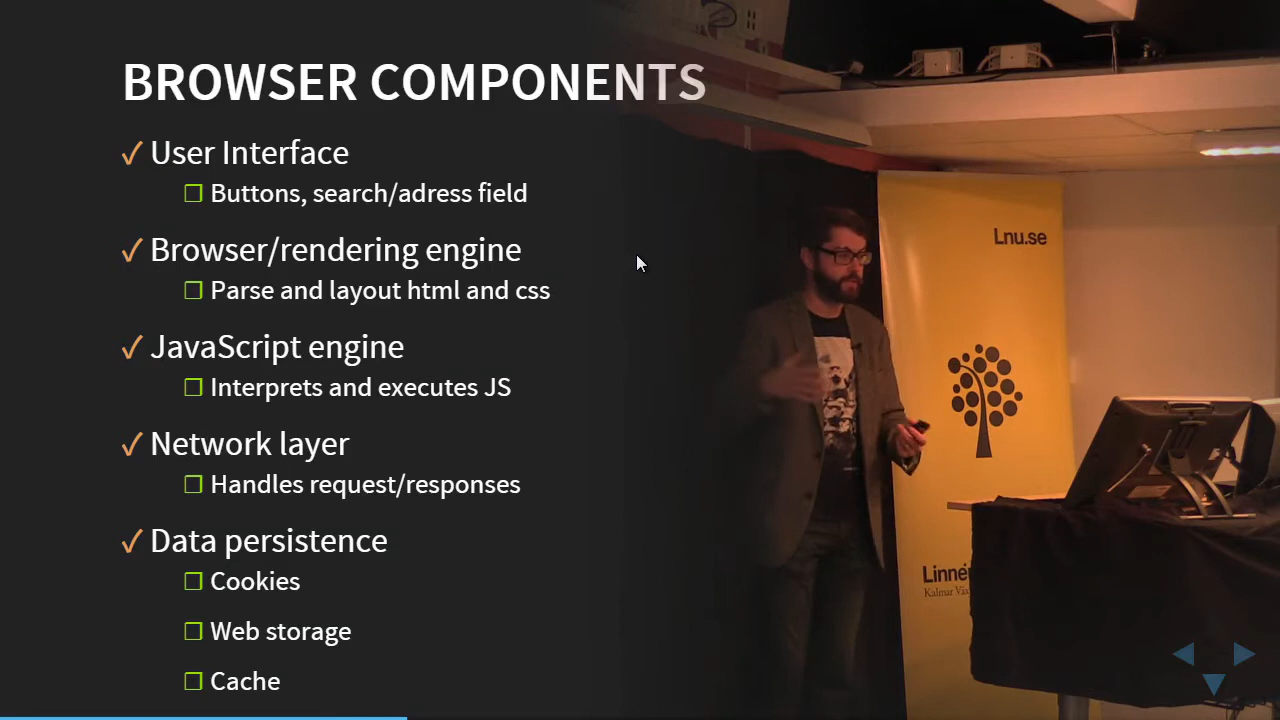 BROWSER COMPONENTS
✓ User Interface
❐ Buttons, search/adress field
✓ Browser/rendering engine
❐ Parse and layout html and css
✓ JavaScript engine
❐ Interprets and executes JS
✓ Network layer
❐ Handles request/responses
✓ Data persistence
❐ Cookies
❐ Web storage
❐ Cache
Lnu.se
Kalmar